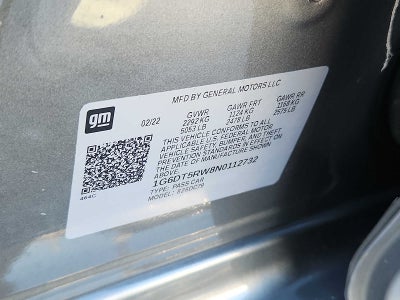 gm
MFD BY GENERAL MOTORS LLC
02/22
GVWR GAWR FRT GAWR RR
2292 KG 1124 KG 1168 KG
5053 LB 2478 LB 2575 LB
THIS VEHICLE CONFORMS TO ALL
APPLICABLE U.S. FEDERAL MOTOR
VEHICLE SAFETY, BUMPER, AND THEFT
PREVENTION STANDARDS IN EFFECT ON
THE DATE OF MANUFACTURE SHOWN
ABOVE.
1G6DT5RW8N0112732
TYPE: PASS CAR
MODEL:
464C